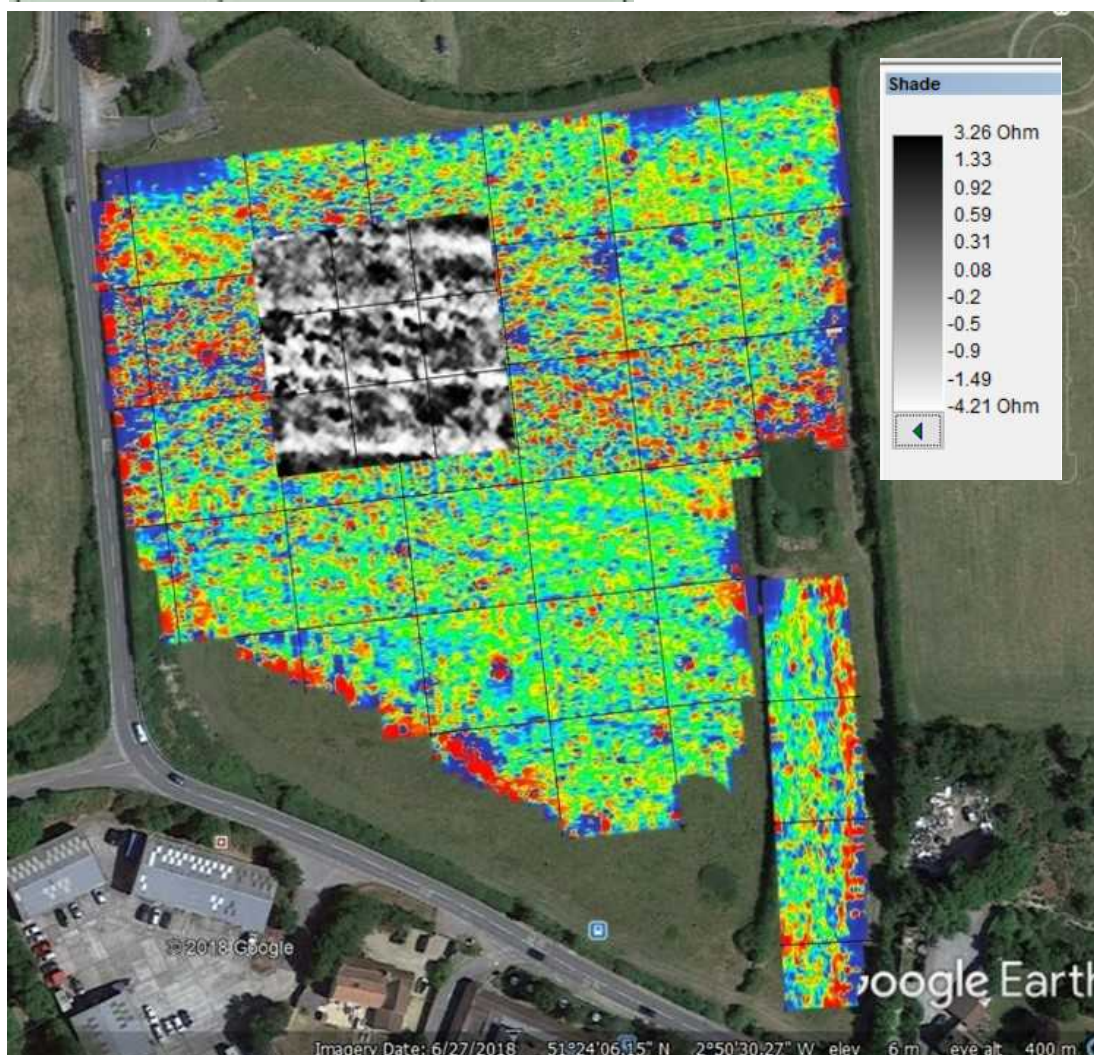 Shade
3.26 Ohm
1.33
0.92
0.59
0.31
0.08
-0.2
-0.5
-0.9
-1.49
-4.21 Ohm
© 2018 Google
Google Earth
Imagery Date: 6/27/2018 51°24'06.15" N 2°50'30.27" W elev 6 m eye alt 400 m